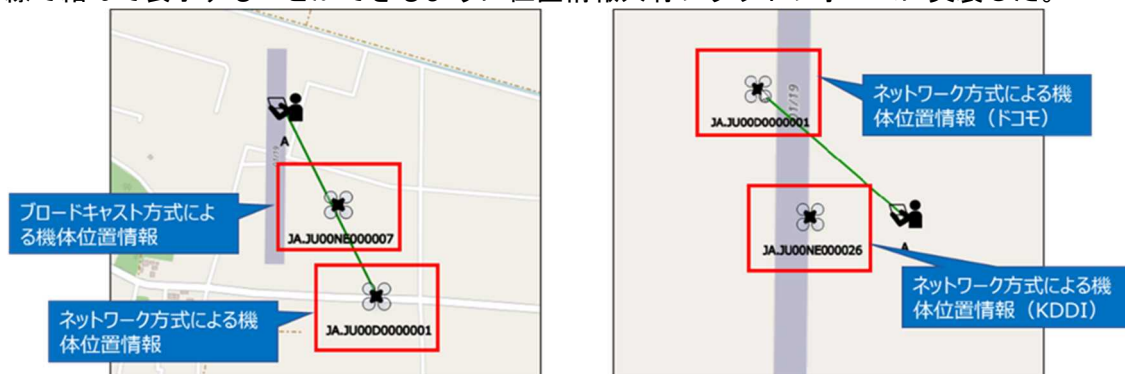 A
01/19
JA.JU00NE000007
JA.JU00D0000001
ブロードキャスト方式によ
る機体位置情報
ネットワーク方式による機
体位置情報
01/19
JA.JU00D0000001
JA.JU00NE000026
A
ネットワーク方式による機
体位置情報（ドコモ）
ネットワーク方式による機
体位置情報（KDDI）